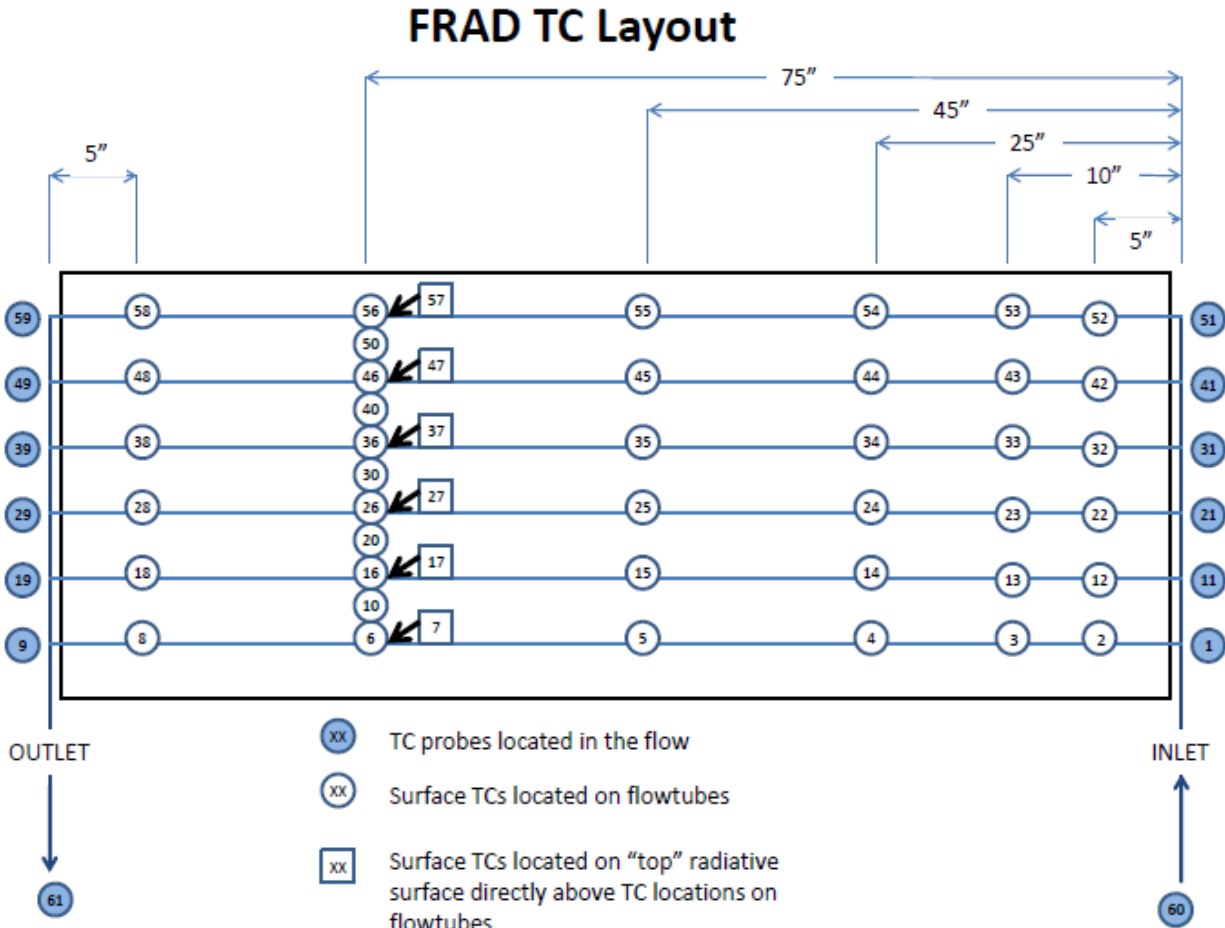 FRAD TC Layout
75”
45”
25”
10”
5”
5”
57
59 58 56 55 54 53 52 51
50
47
49 48 46 45 44 43 42 41
40
37
39 38 36 35 34 33 32 31
30
27
29 28 26 25 24 23 22 21
20
17
19 18 16 15 14 13 12 11
10
7
9 8 6 5 4 3 2 1
OUTLET
INLET
xx TC probes located in the flow
xx Surface TCs located on flowtubes
xx Surface TCs located on “top” radiative
surface directly above TC locations on
flowtubes
61
60